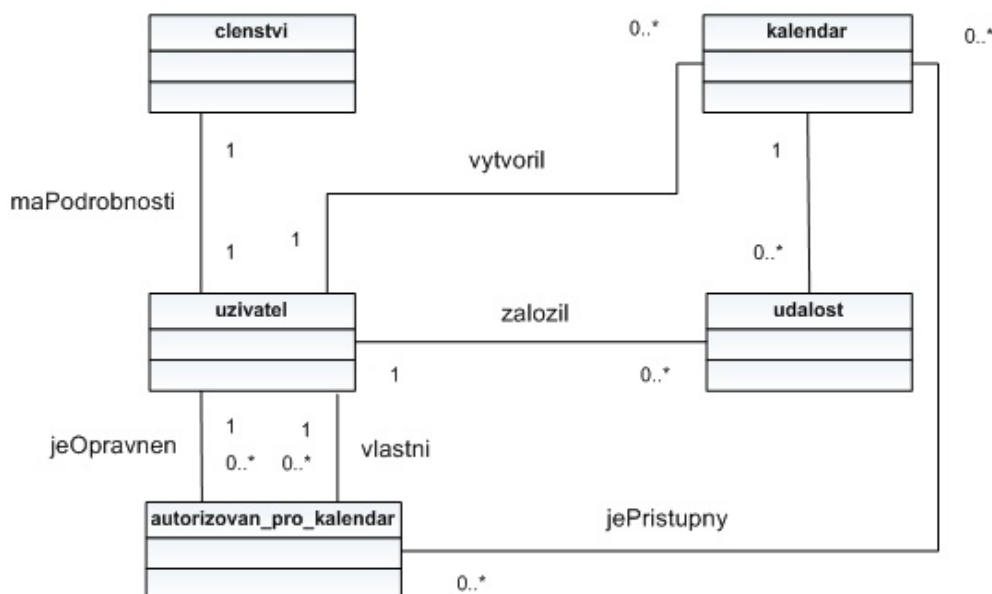 clenstvi
0..*
kalendar
0..*
1
vytvoril
1
maPodrobnosti
1
1
0..*
uzivatel
zalozil
udalost
1
0..*
jeOpravnen
1
1
vlastni
0..*
0..*
autorizovan_pro_kalendar
jePristupny
0..*